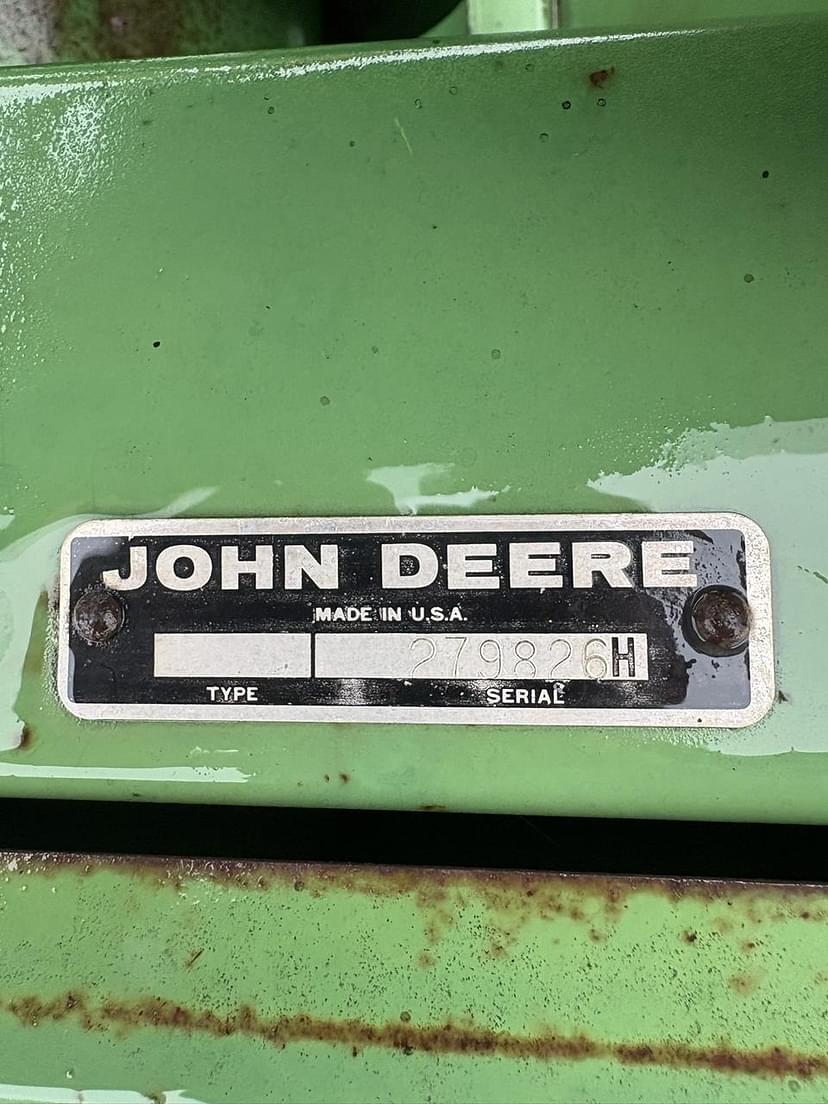 JOHN DEERE
MADE IN U.S.A.
279826H
TYPE SERIAL